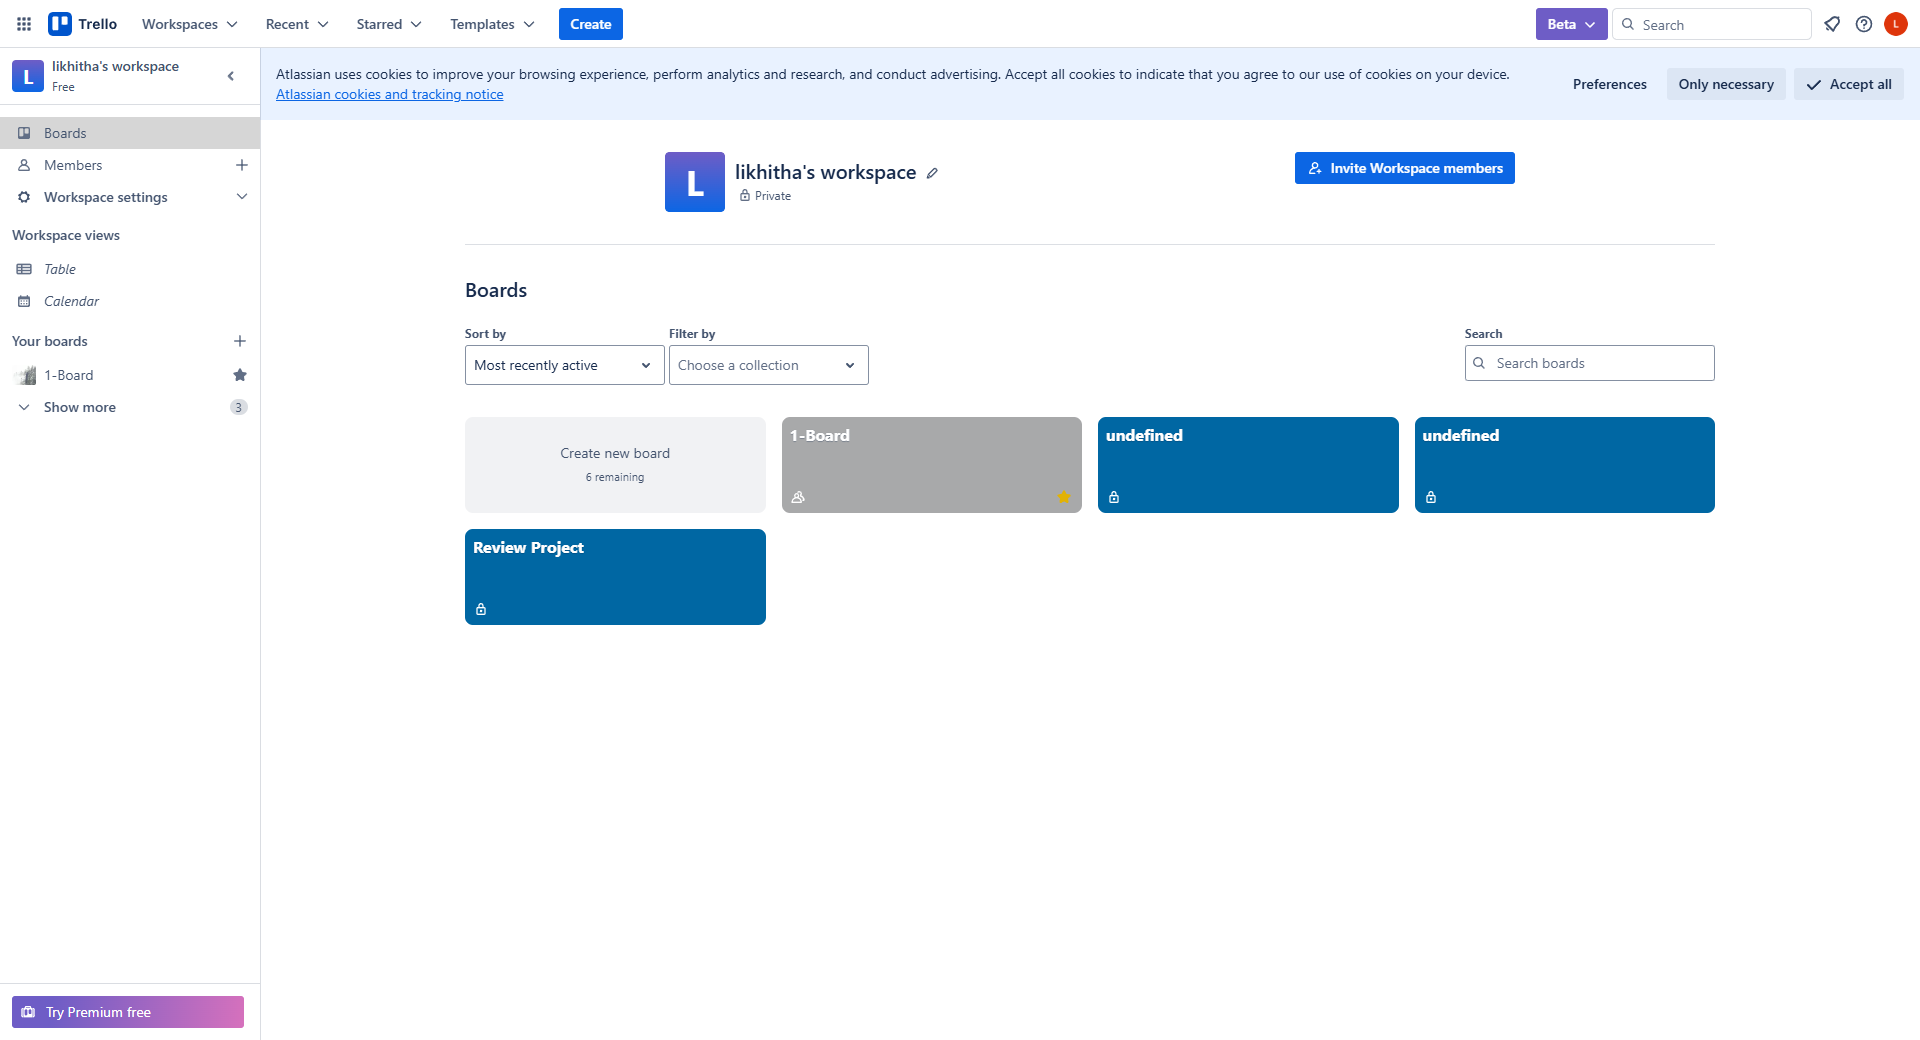 Trello
Workspaces
Recent
Starred
Templates
Create
Beta
Search
L
L
likhitha's workspace
Free
Atlassian uses cookies to improve your browsing experience, perform analytics and research, and conduct advertising. Accept all cookies to indicate that you agree to our use of cookies on your device.
Atlassian cookies and tracking notice
Preferences
Only necessary
Accept all
Boards
Members
Workspace settings
Workspace views
Table
Calendar
Your boards
1-Board
Show more
3
L
likhitha's workspace
Private
Invite Workspace members
Boards
Sort by
Filter by
Search
Most recently active
Choose a collection
Search boards
Create new board
6 remaining
1-Board
undefined
undefined
Review Project
Try Premium free